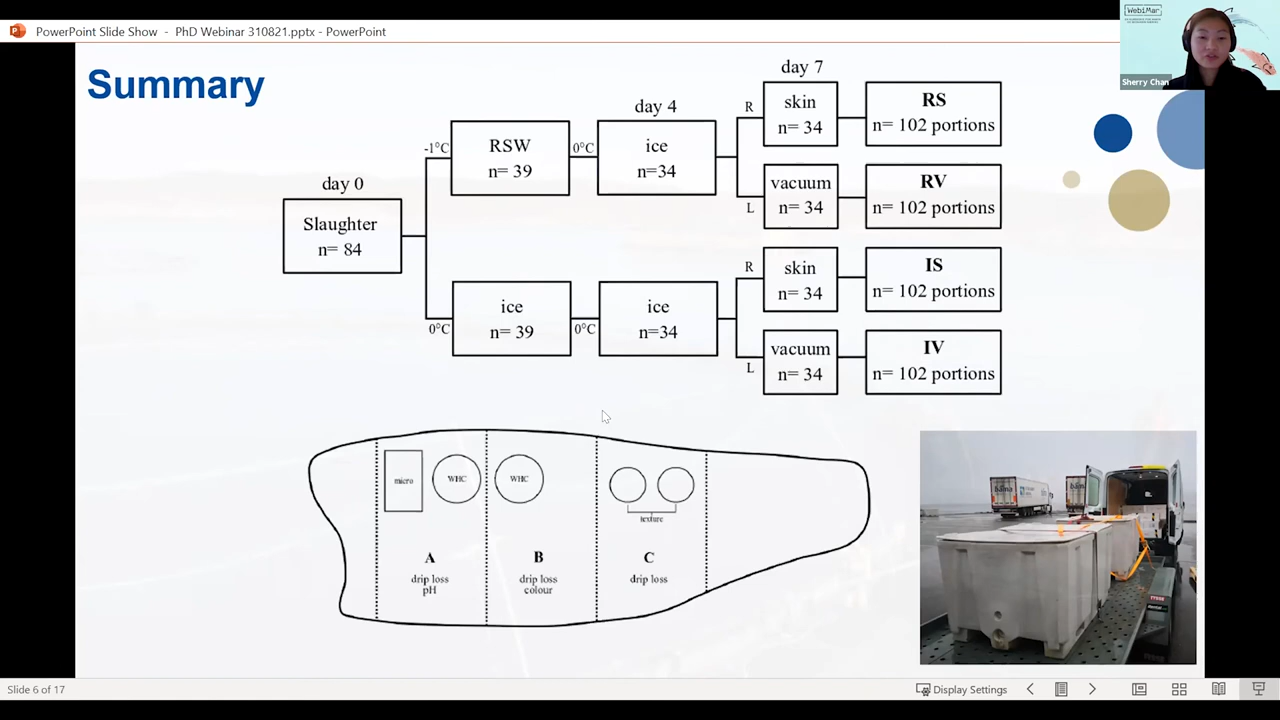 PowerPoint Slide Show - PhD Webinar 310821.pptx - PowerPoint
WebiMar
Sherry Chan
Summary
day 0
Slaughter
n= 84
-1°C
RSW
n= 39
0°C
day 4
ice
n=34
day 7
R
skin
n= 34
RS
n= 102 portions
L
vacuum
n= 34
RV
n= 102 portions
0°C
ice
n= 39
0°C
ice
n=34
R
skin
n= 34
IS
n= 102 portions
L
vacuum
n= 34
IV
n= 102 portions
micro
WHC
WHC
texture
A
drip loss
pH
B
drip loss
colour
C
drip loss
bama
Slide 6 of 17
Display Settings